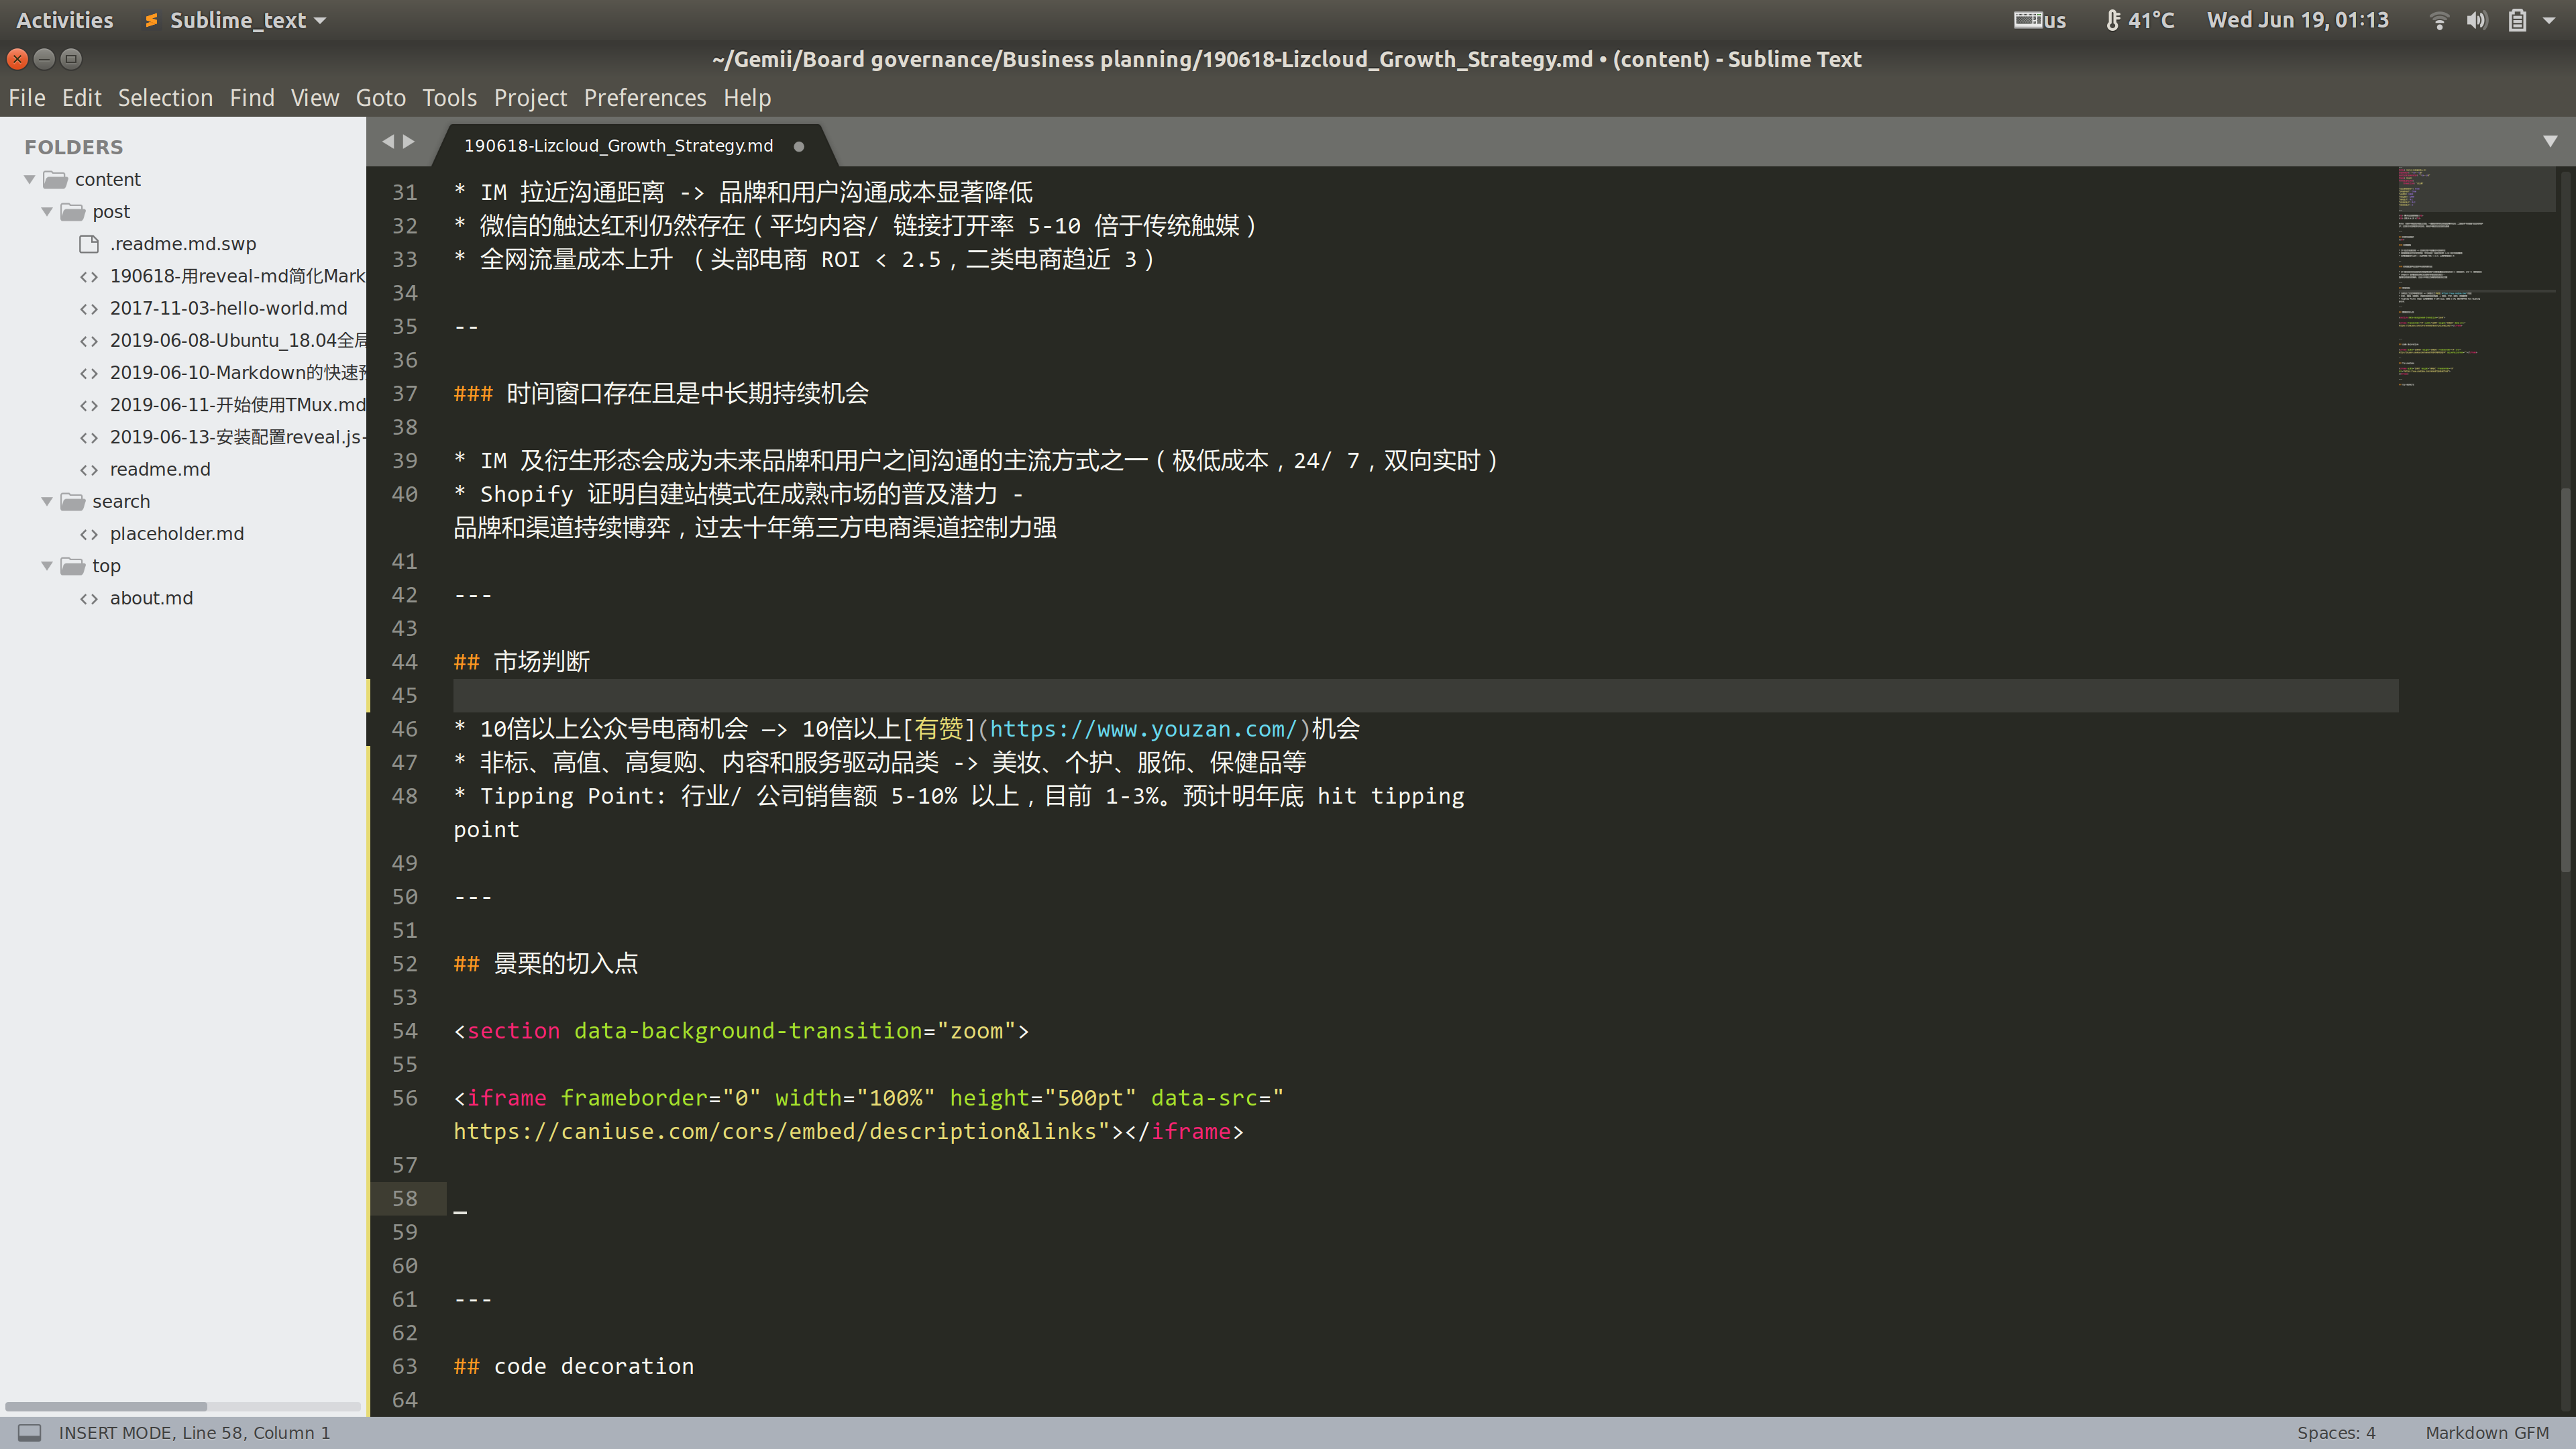 Activities Sublime_text us 41°C Wed Jun 19, 01:13
~/Gemii/Board governance/Business planning/190618-Lizcloud_Growth_Strategy.md • (content) - Sublime Text
File Edit Selection Find View Goto Tools Project Preferences Help
FOLDERS
content
post
.readme.md.swp
190618-用reveal-md简化Mark
2017-11-03-hello-world.md
2019-06-08-Ubuntu_18.04全局
2019-06-10-Markdown的快速预
2019-06-11-开始使用TMux.md
2019-06-13-安装配置reveal.js-
readme.md
search
placeholder.md
top
about.md
190618-Lizcloud_Growth_Strategy.md
31 * IM 拉近沟通距离 -> 品牌和用户沟通成本显著降低
32 * 微信的触达红利仍然存在（平均内容/ 链接打开率 5-10 倍于传统触媒）
33 * 全网流量成本上升 （头部电商 ROI < 2.5，二类电商趋近 3）
34
35 --
36
37 ### 时间窗口存在且是中长期持续机会
38
39 * IM 及衍生形态会成为未来品牌和用户之间沟通的主流方式之一（极低成本，24/ 7，双向实时）
40 * Shopify 证明自建站模式在成熟市场的普及潜力 -
品牌和渠道持续博弈，过去十年第三方电商渠道控制力强
41
42 ---
43
44 ## 市场判断
45
46 * 10倍以上公众号电商机会 —> 10倍以上[有赞](https://www.youzan.com/)机会
47 * 非标、高值、高复购、内容和服务驱动品类 -> 美妆、个护、服饰、保健品等
48 * Tipping Point: 行业/ 公司销售额 5-10% 以上，目前 1-3%。预计明年底 hit tipping
point
49
50 ---
51
52 ## 景栗的切入点
53
54 <section data-background-transition="zoom">
55
56 <iframe frameborder="0" width="100%" height="500pt" data-src="
https://caniuse.com/cors/embed/description&links"></iframe>
57
58
59
60
61 ---
62
63 ## code decoration
64
INSERT MODE, Line 58, Column 1 Spaces: 4 Markdown GFM